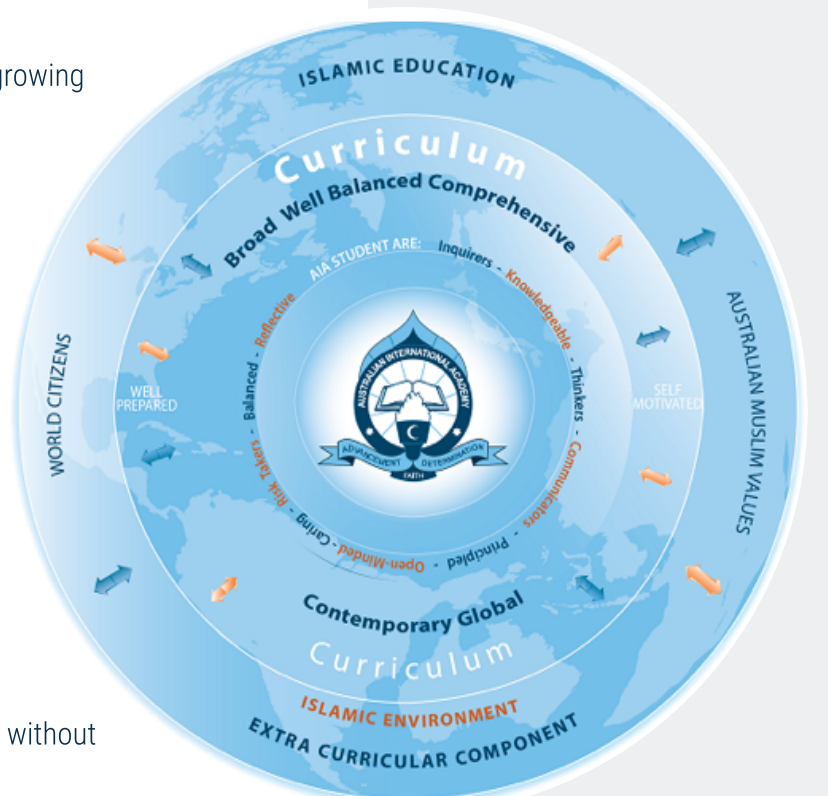 growing
ISLAMIC EDUCATION
Curriculum
Broad Well Balanced Comprehensive
AIA STUDENT ARE: Inquirers - Knowledgeable - Thinkers - Communicators - Principled - Open-Minded - Caring - Risk Takers - Balanced - Reflective
AUSTRALIAN INTERNATIONAL ACADEMY
ADVANCEMENT
DETERMINATION
FAITH
WORLD CITIZENS
WELL
PREPARED
SELF
MOTIVATED
AUSTRALIAN MUSLIM VALUES
Contemporary Global
Curriculum
ISLAMIC ENVIRONMENT
EXTRA CURRICULAR COMPONENT
without